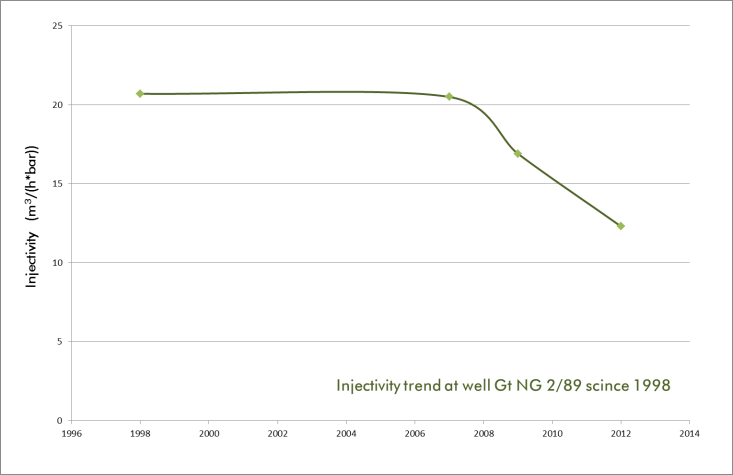 25
20
15
10
5
0
Injectivity (m³/(h*bar))
Injectivity trend at well Gt NG 2/89 scince 1998
1996 1998 2000 2002 2004 2006 2008 2010 2012 2014